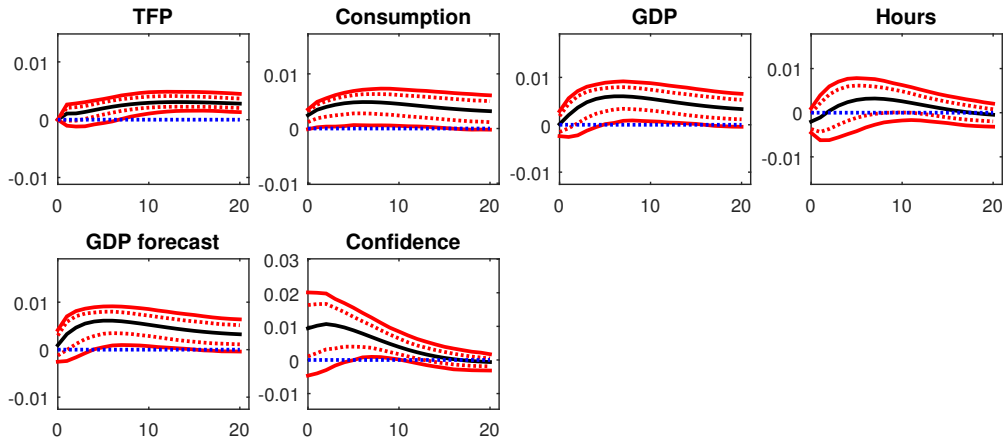 TFP Consumption GDP Hours
0.01 0.01 0.01 0.01
0 0 0 0
-0.01 -0.01 -0.01 -0.01
0 10 20 0 10 20 0 10 20 0 10 20
GDP forecast Confidence
0.03
0.01 0.02
0.01
0 0
-0.01 -0.01
0 10 20 0 10 20